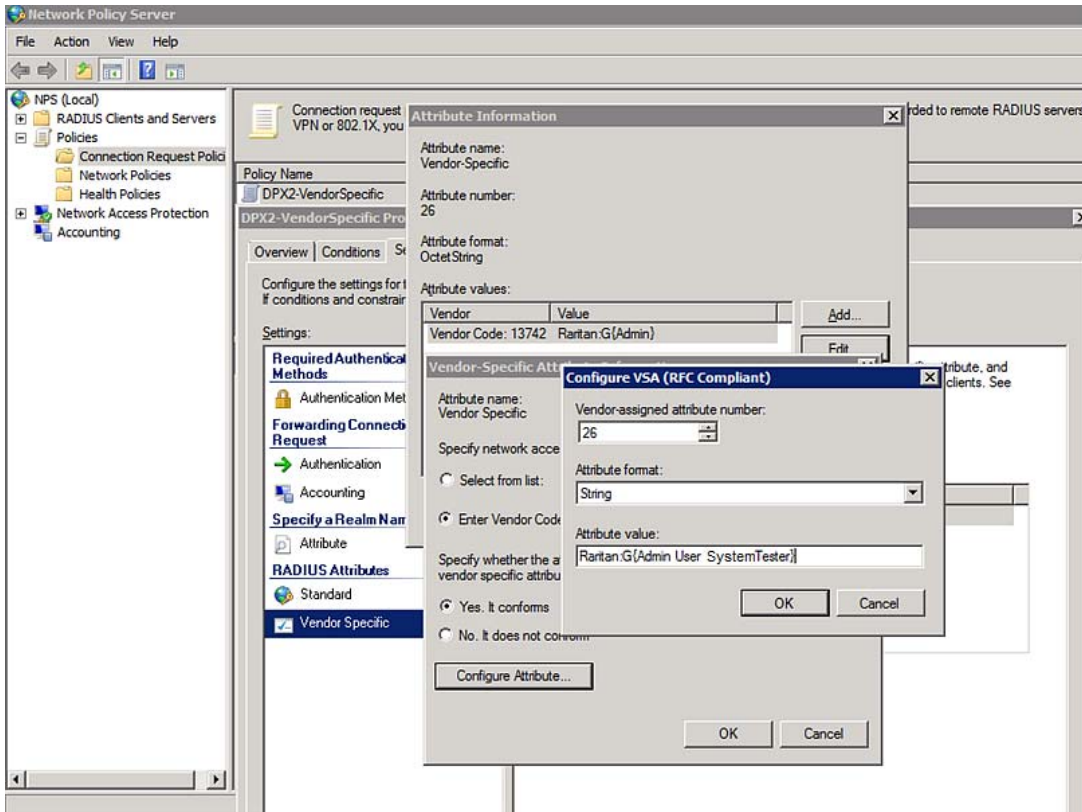 Network Policy Server
File Action View Help
NPS (Local)
RADIUS Clients and Servers
Policies
Connection Request Polici
Network Policies
Health Policies
Network Access Protection
Accounting
Connection request
VPN or 802.1X, you
rded to remote RADIUS servers
Policy Name
DPX2-VendorSpecific
DPX2-VendorSpecific Pro
Overview Conditions Se
Configure the settings for t
If conditions and constrair
Settings:
Required Authenticat
Methods
Authentication Met
Forwarding Connecti
Request
Authentication
Accounting
Specify a Realm Nam
Attribute
RADIUS Attributes
Standard
Vendor Specific
tribute, and
clients. See
Attribute Information
Attribute name:
Vendor-Specific
Attribute number:
26
Attribute format:
OctetString
Attribute values:
Vendor Value
Vendor Code: 13742 Raritan:G{Admin}
Add...
Edit
Vendor-Specific Att
Attribute name:
Vendor Specific
Specify network acce
Select from list:
Enter Vendor Code
Specify whether the a
vendor specific attribu
Yes. It conforms
No. It does not conform
Configure Attribute...
OK Cancel
Configure VSA (RFC Compliant)
Vendor-assigned attribute number:
26
Attribute format:
String
Attribute value:
Raritan:G{Admin User SystemTester}
OK Cancel